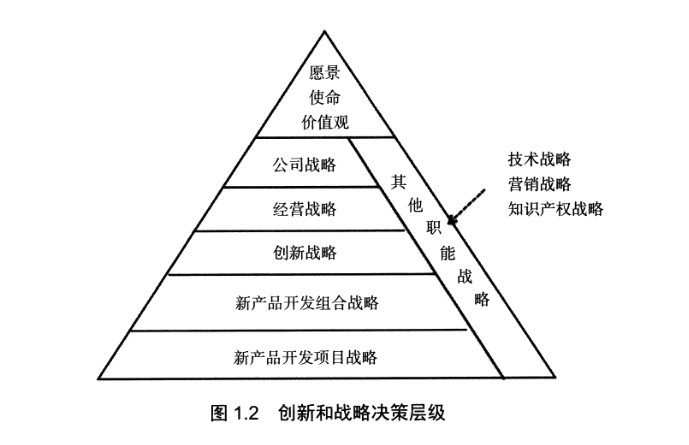 愿景
使命
价值观
公司战略
经营战略
创新战略
新产品开发组合战略
新产品开发项目战略
其他职能战略
技术战略
营销战略
知识产权战略
图 1.2 创新和战略决策层级